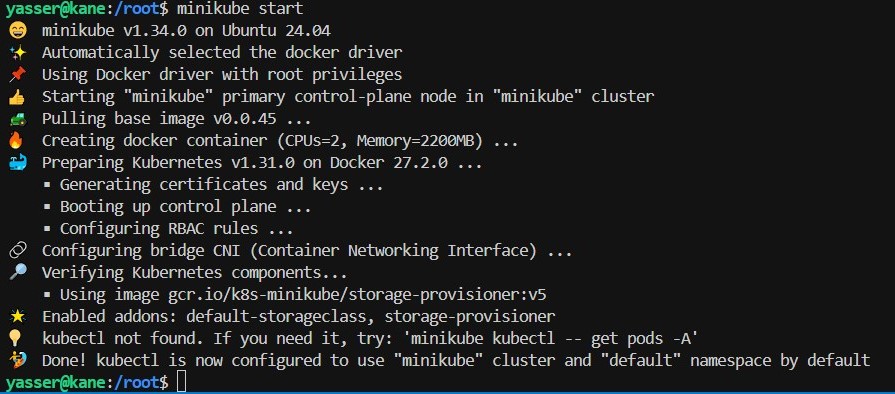 yasser@kane:/root$ minikube start
😄 minikube v1.34.0 on Ubuntu 24.04
✨ Automatically selected the docker driver
📌 Using Docker driver with root privileges
👍 Starting "minikube" primary control-plane node in "minikube" cluster
🚜 Pulling base image v0.0.45 ...
🔥 Creating docker container (CPUs=2, Memory=2200MB) ...
🐳 Preparing Kubernetes v1.31.0 on Docker 27.2.0 ...
▪ Generating certificates and keys ...
▪ Booting up control plane ...
▪ Configuring RBAC rules ...
🔗 Configuring bridge CNI (Container Networking Interface) ...
🔎 Verifying Kubernetes components...
▪ Using image gcr.io/k8s-minikube/storage-provisioner:v5
🌟 Enabled addons: default-storageclass, storage-provisioner
💡 kubectl not found. If you need it, try: 'minikube kubectl -- get pods -A'
🏄 Done! kubectl is now configured to use "minikube" cluster and "default" namespace by default
yasser@kane:/root$